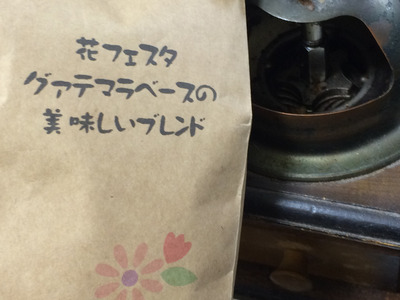 花フェスタ
グァテマラベースの
美味しいブレンド